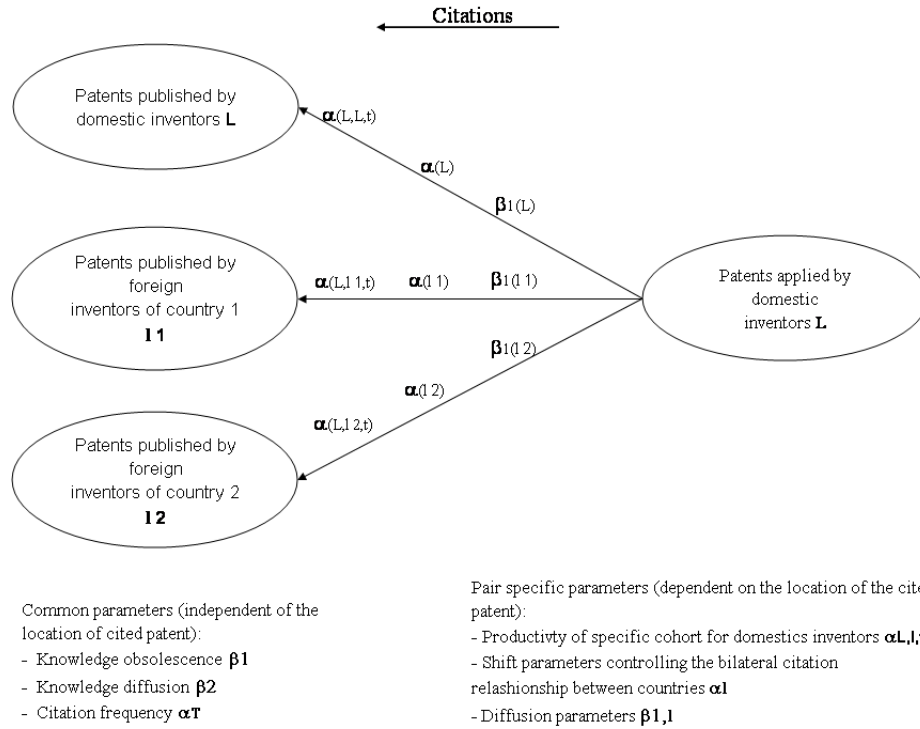 Citations
Patents published by
domestic inventors L
α(L,L,t)
α(L)
β1(L)
Patents published by
foreign
inventors of country 1
l 1
α(L,l 1,t)
α(l 1)
β1(l 1)
Patents applied by
domestic
inventors L
β1(l 2)
α(l 2)
α(L,l 2,t)
Patents published by
foreign
inventors of country 2
l 2
Common parameters (independent of the
location of cited patent):
- Knowledge obsolescence β1
- Knowledge diffusion β2
- Citation frequency αT
Pair specific parameters (dependent on the location of the cite
patent):
- Productivty of specific cohort for domestics inventors αL,l,
- Shift parameters controlling the bilateral citation
relashionship between countries αl
- Diffusion parameters β1,l